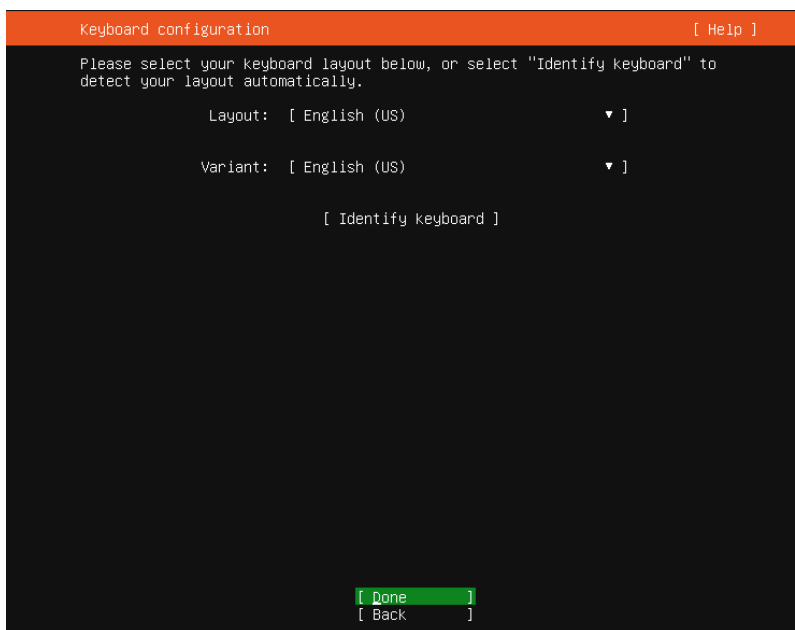 Keyboard configuration [ Help ]
Please select your keyboard layout below, or select "Identify keyboard" to
detect your layout automatically.
Layout: [ English (US) ▾ ]
Variant: [ English (US) ▾ ]
[ Identify keyboard ]
[ Done ]
[ Back ]